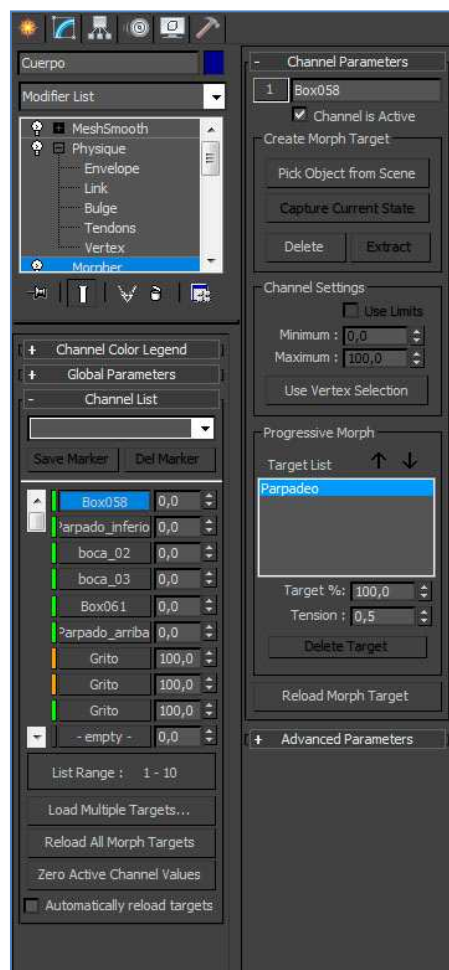 Cuerpo
Modifier List
MeshSmooth
Physique
Envelope
Link
Bulge
Tendons
Vertex
Morpher
+ Channel Color Legend
+ Global Parameters
- Channel List
Save Marker Del Marker
Box058 0,0
Parpado_inferio 0,0
boca_02 0,0
boca_03 0,0
Box061 0,0
Parpado_arriba 0,0
Grito 100,0
Grito 100,0
Grito 100,0
- empty - 0,0
List Range : 1 - 10
Load Multiple Targets...
Reload All Morph Targets
Zero Active Channel Values
Automatically reload targets
- Channel Parameters
1 Box058
Channel is Active
Create Morph Target
Pick Object from Scene
Capture Current State
Delete Extract
Channel Settings
Use Limits
Minimum : 0,0
Maximum : 100,0
Use Vertex Selection
Progressive Morph
Target List
Parpadeo
Target %: 100,0
Tension : 0,5
Delete Target
Reload Morph Target
+ Advanced Parameters